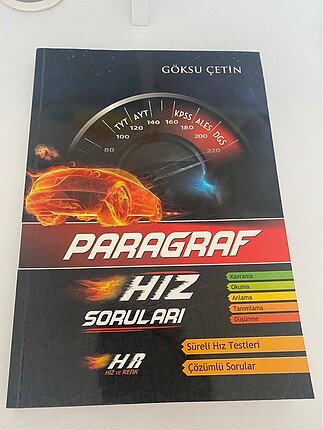 GÖKSU ÇETİN
TYT AYT KPSS ALES DGS
80 100 120 140 160 180 200 220
PARAGRAF
HIZ
SORULARI
Kavrama
Okuma
Anlama
Tanımlama
Düşünme
Süreli Hız Testleri
Çözümlü Sorular
HR
HIZ VE RENK